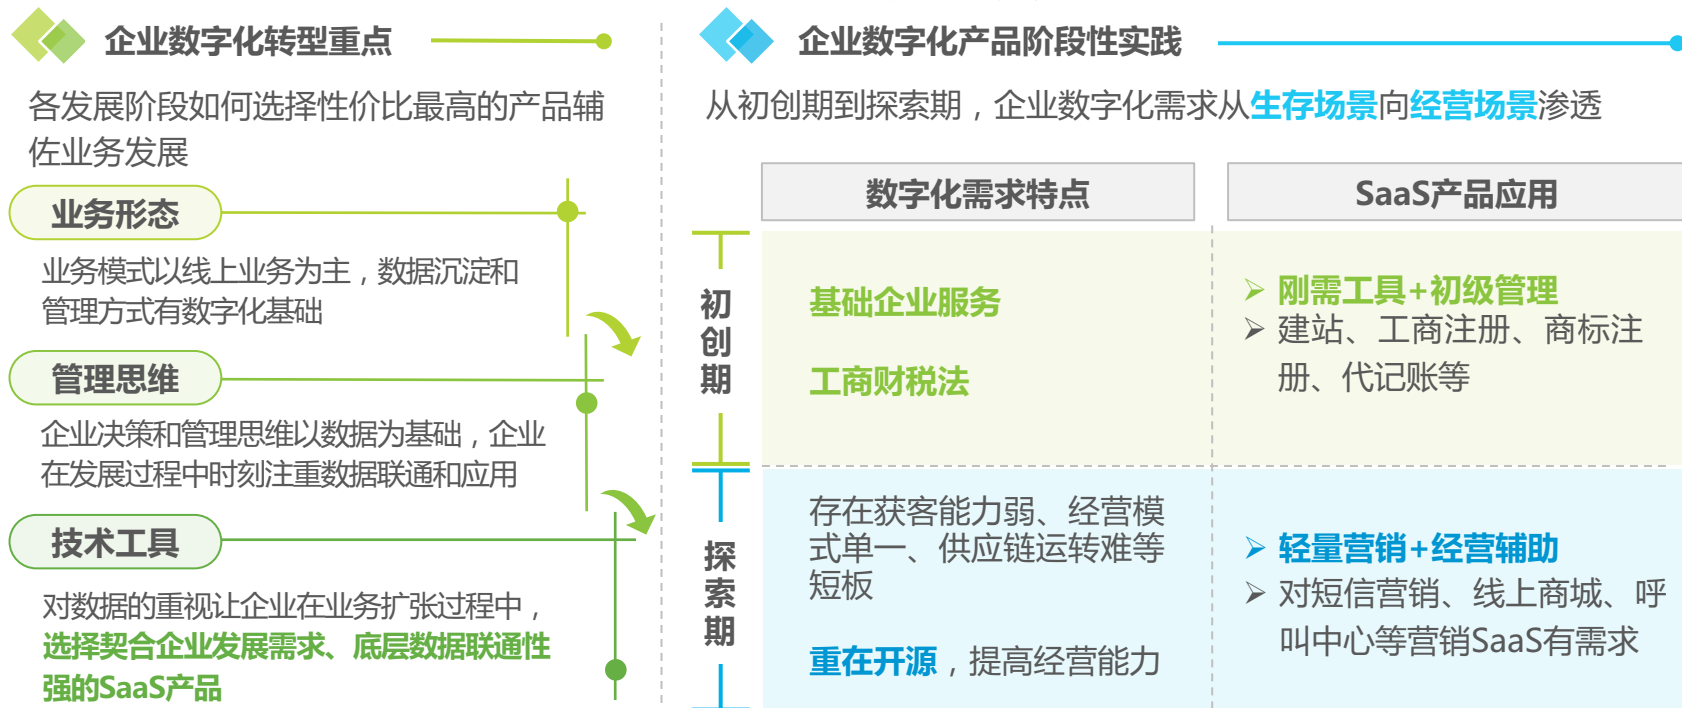 企业数字化转型重点
各发展阶段如何选择性价比最高的产品辅
佐业务发展
业务形态
业务模式以线上业务为主，数据沉淀和
管理方式有数字化基础
管理思维
企业决策和管理思维以数据为基础，企业
在发展过程中时刻注重数据联通和应用
技术工具
对数据的重视让企业在业务扩张过程中，
选择契合企业发展需求、底层数据联通性
强的SaaS产品
企业数字化产品阶段性实践
从初创期到探索期，企业数字化需求从生存场景向经营场景渗透
数字化需求特点
SaaS产品应用
初创期
基础企业服务
工商财税法
刚需工具+初级管理
建站、工商注册、商标注
册、代记账等
探索期
存在获客能力弱、经营模
式单一、供应链运转难等
短板
重在开源，提高经营能力
轻量营销+经营辅助
对短信营销、线上商城、呼
叫中心等营销SaaS有需求